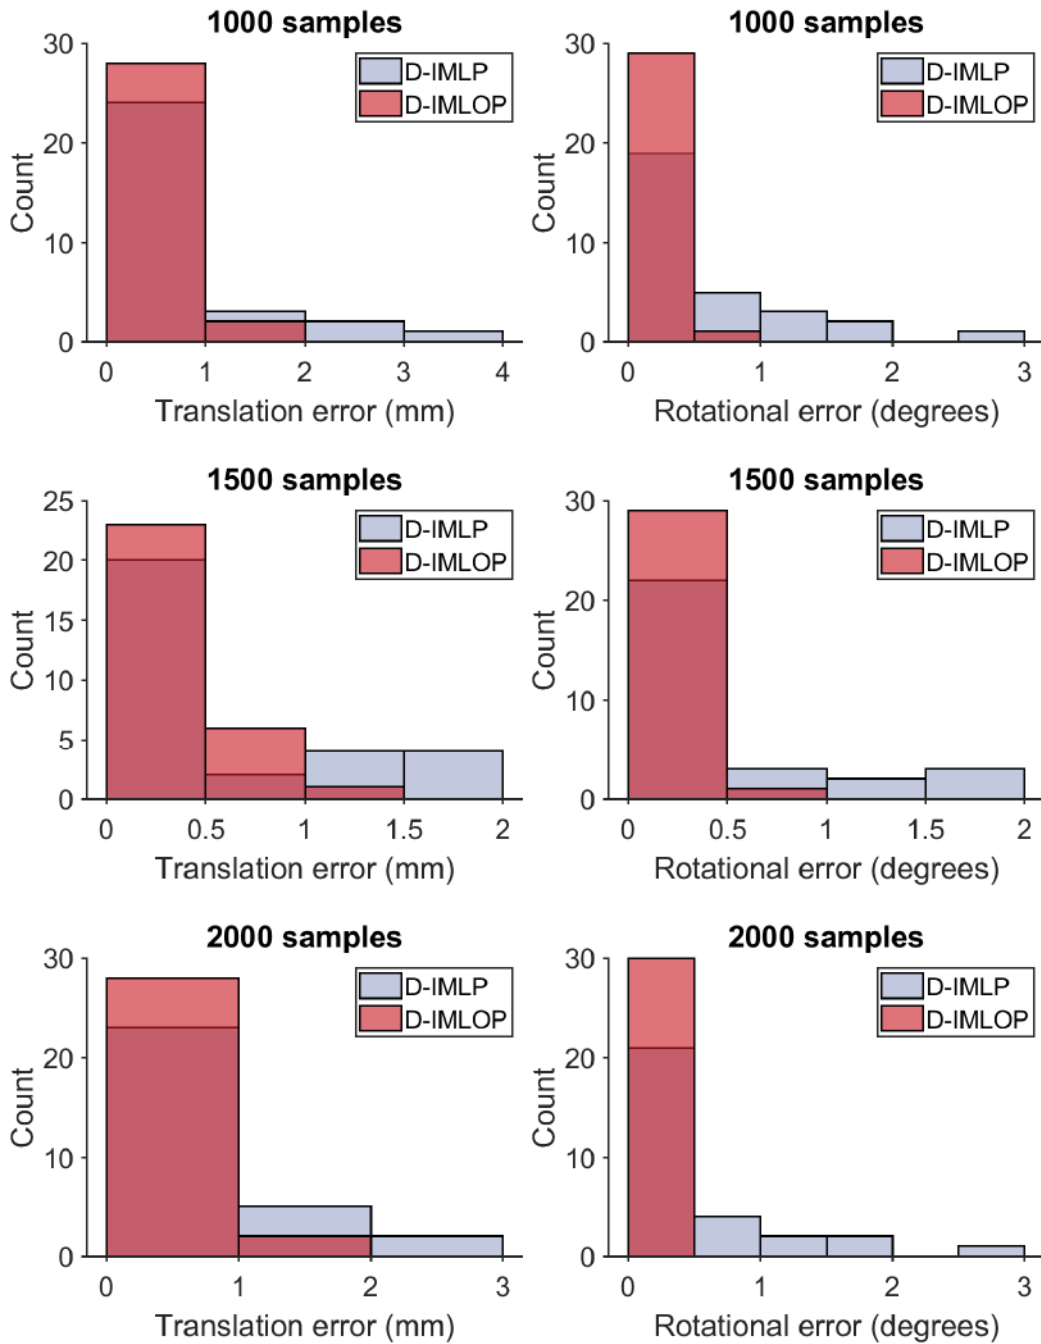 1000 samples
30
20
10
0
Count
D-IMLP
D-IMLOP
0 1 2 3 4
Translation error (mm)
1000 samples
30
20
10
0
Count
D-IMLP
D-IMLOP
0 1 2 3
Rotational error (degrees)
1500 samples
25
20
15
10
5
0
Count
D-IMLP
D-IMLOP
0 0.5 1 1.5 2
Translation error (mm)
1500 samples
30
20
10
0
Count
D-IMLP
D-IMLOP
0 0.5 1 1.5 2
Rotational error (degrees)
2000 samples
30
20
10
0
Count
D-IMLP
D-IMLOP
0 1 2 3
Translation error (mm)
2000 samples
30
20
10
0
Count
D-IMLP
D-IMLOP
0 1 2 3
Rotational error (degrees)